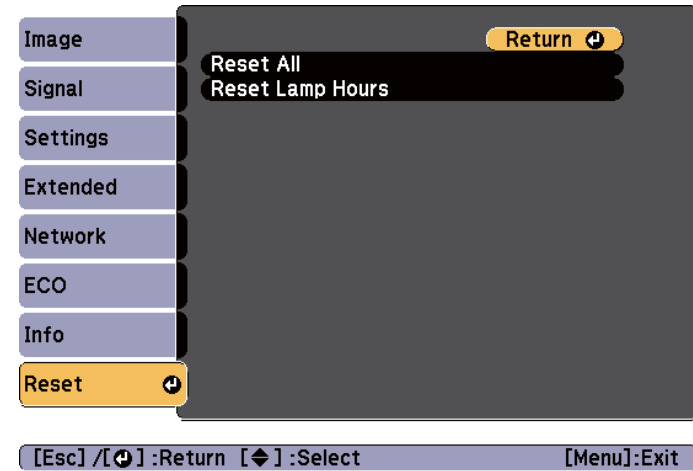 Image
Signal
Settings
Extended
Network
ECO
Info
Reset
Return
Reset All
Reset Lamp Hours
[Esc] /[ ] :Return [ ] :Select [Menu]:Exit